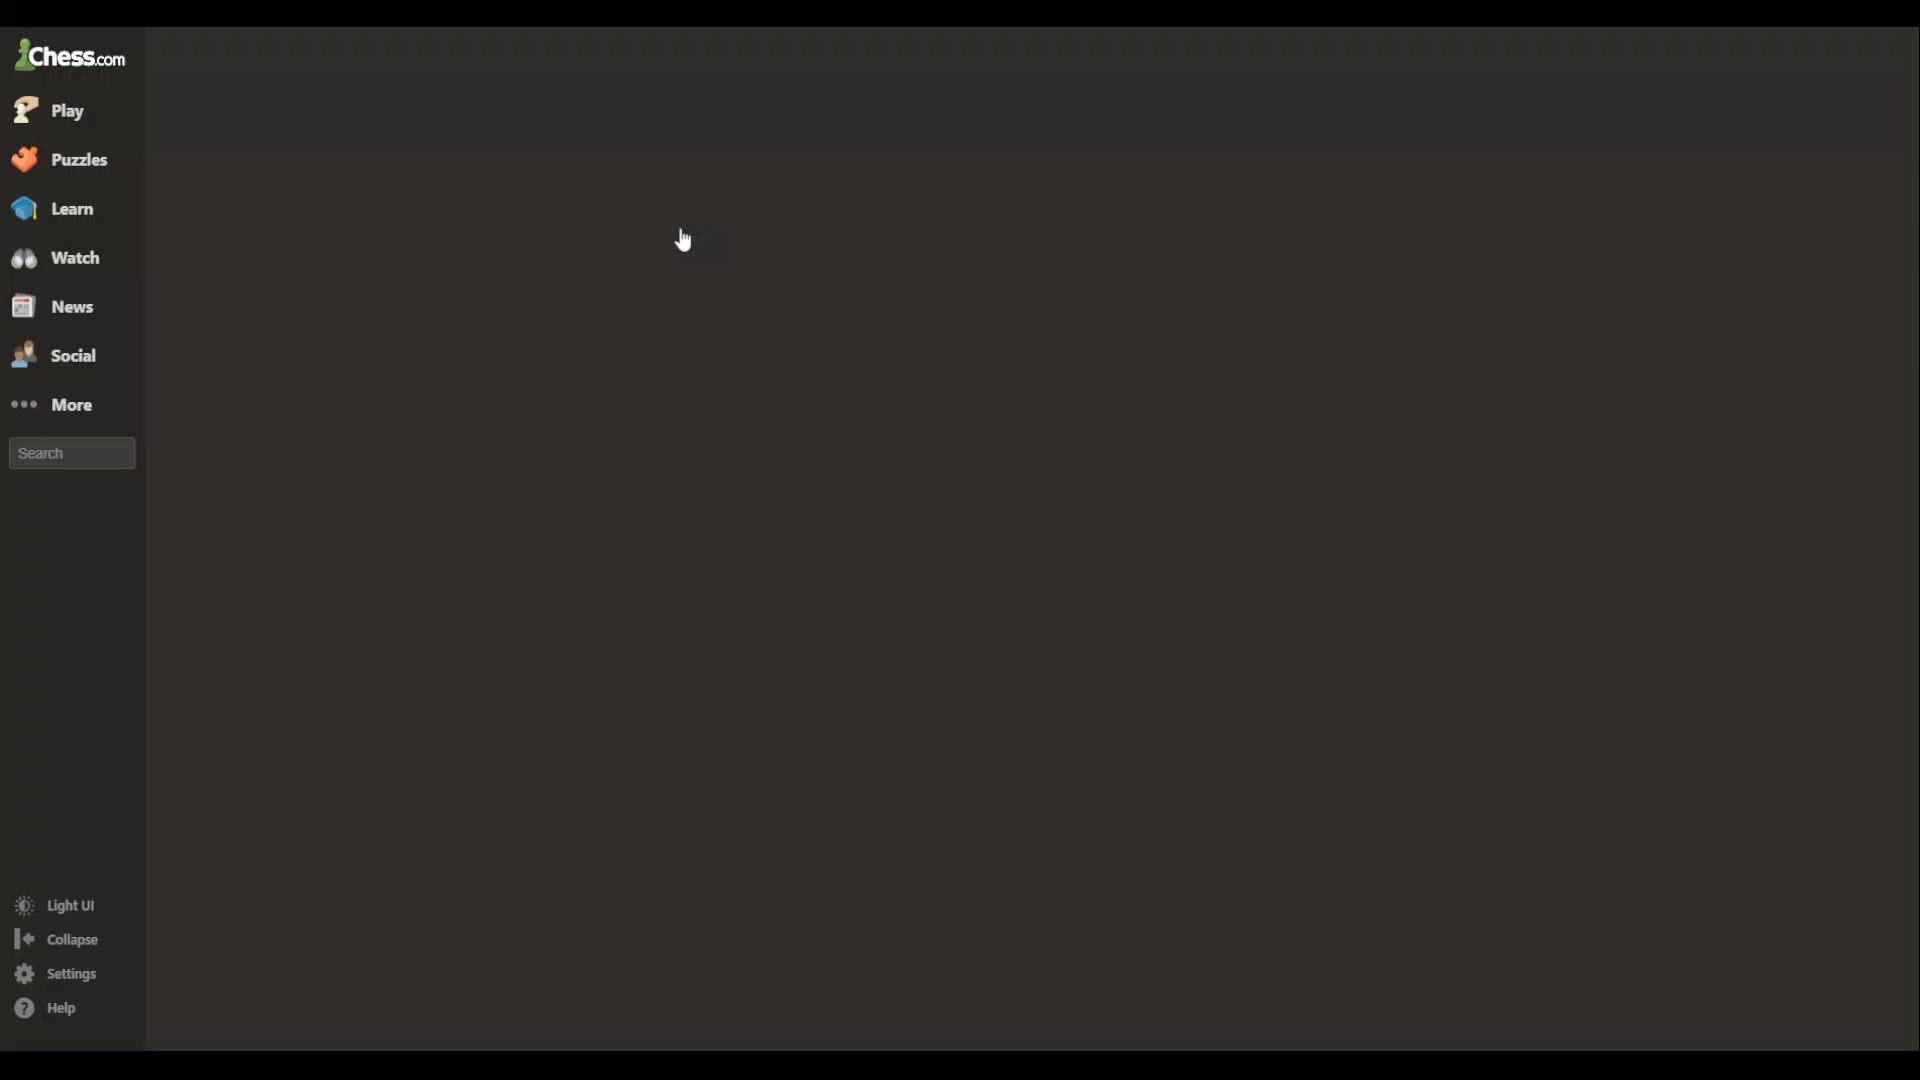 Chess.com
Play
Puzzles
Learn
Watch
News
Social
More
Search
Light UI
Collapse
Settings
? Help